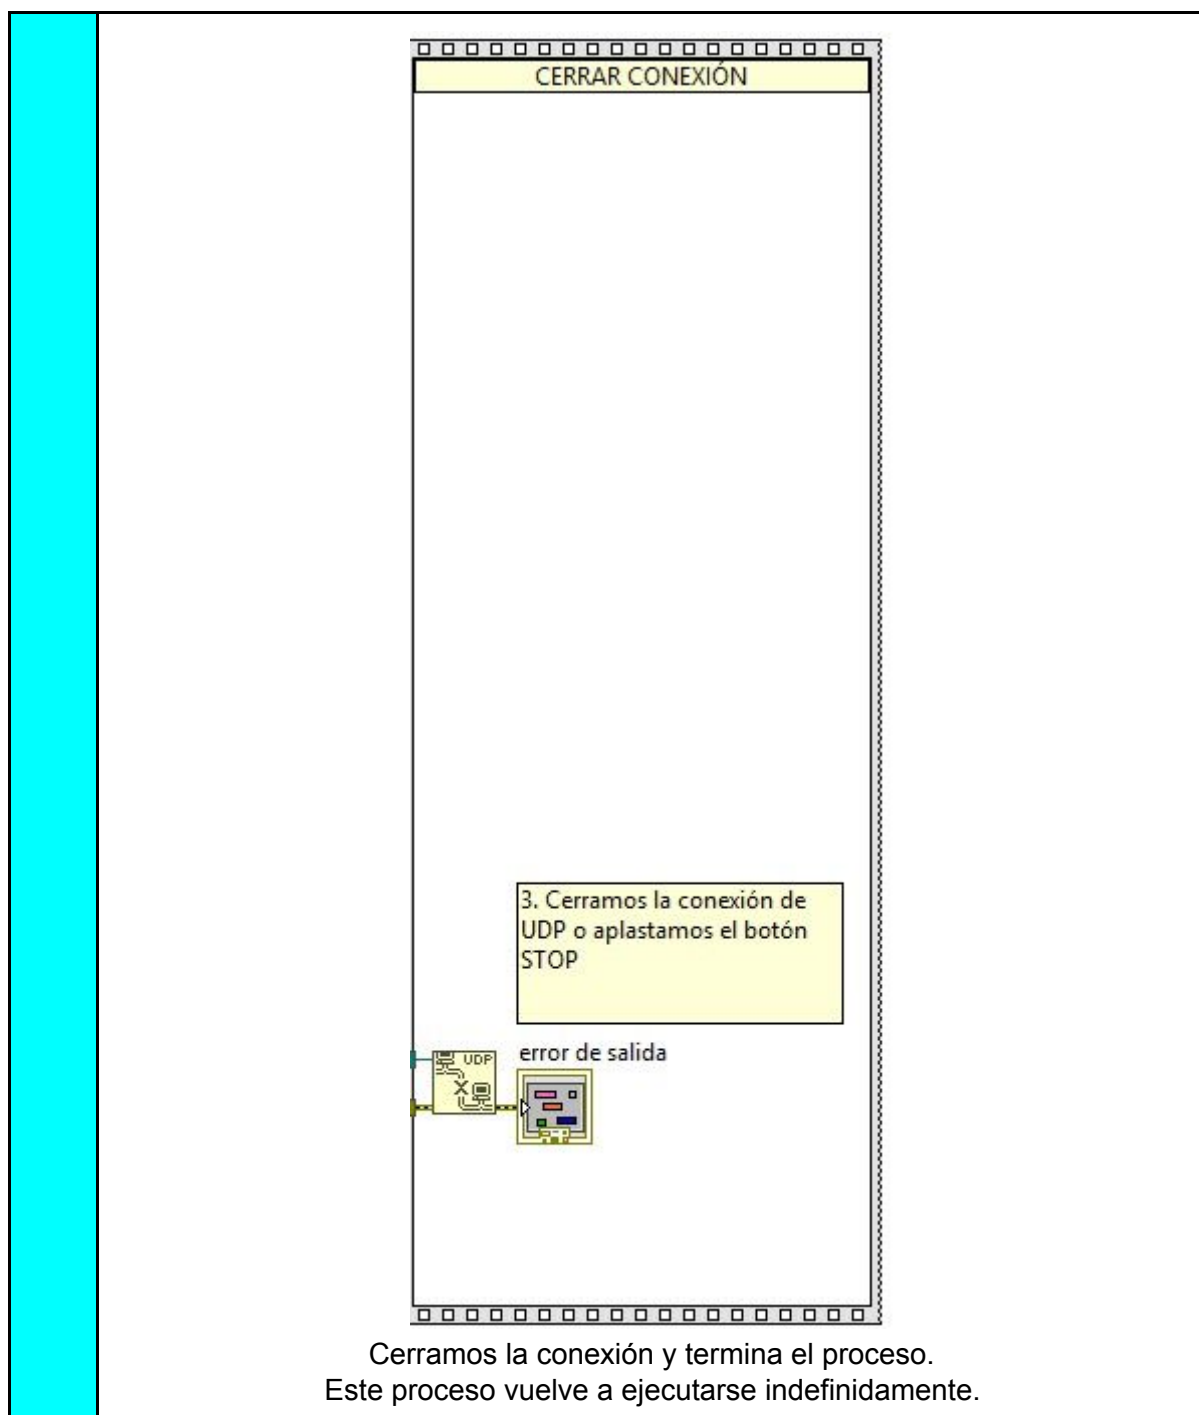 CERRAR CONEXIÓN
3. Cerramos la conexión de
UDP o aplastamos el botón
STOP
UDP
error de salida
Cerramos la conexión y termina el proceso.
Este proceso vuelve a ejecutarse indefinidamente.